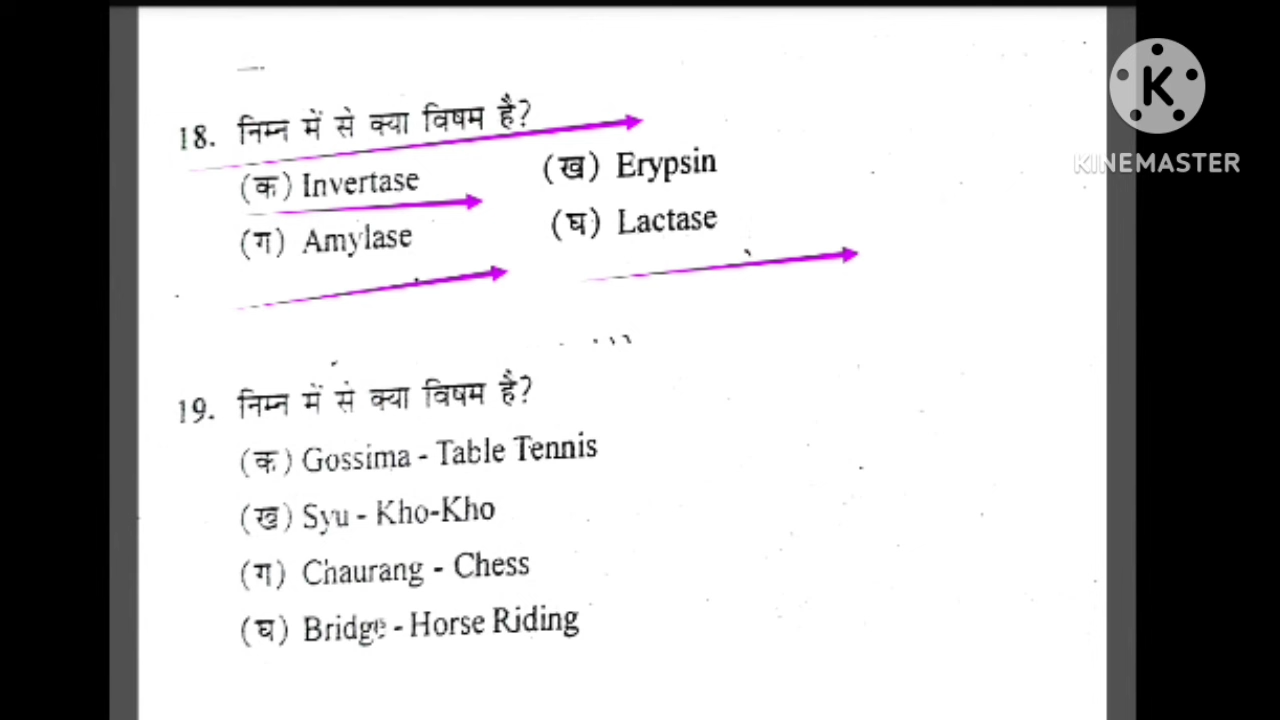 18. निम्न में से क्या विषम है?
(क) Invertase (ख) Erypsin
(ग) Amylase (घ) Lactase
19. निम्न में से क्या विषम है?
(क) Gossima - Table Tennis
(ख) Syu - Kho-Kho
(ग) Chaurang - Chess
(घ) Bridge - Horse Riding
K
KINEMASTER